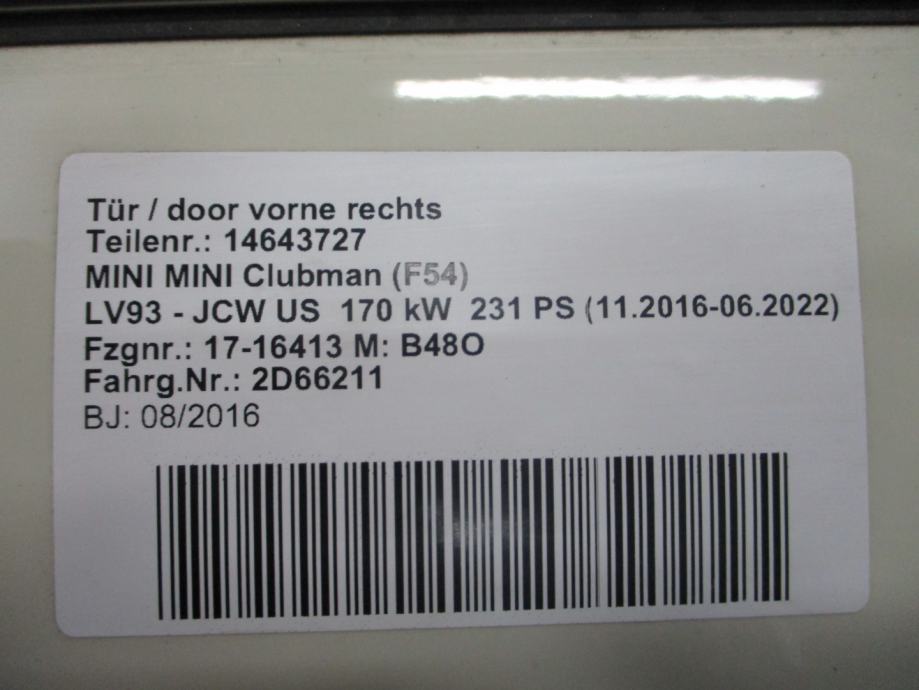 Tür / door vorne rechts
Teilenr.: 14643727
MINI MINI Clubman (F54)
LV93 - JCW US 170 kW 231 PS (11.2016-06.2022)
Fzgnr.: 17-16413 M: B48O
Fahrg.Nr.: 2D66211
BJ: 08/2016